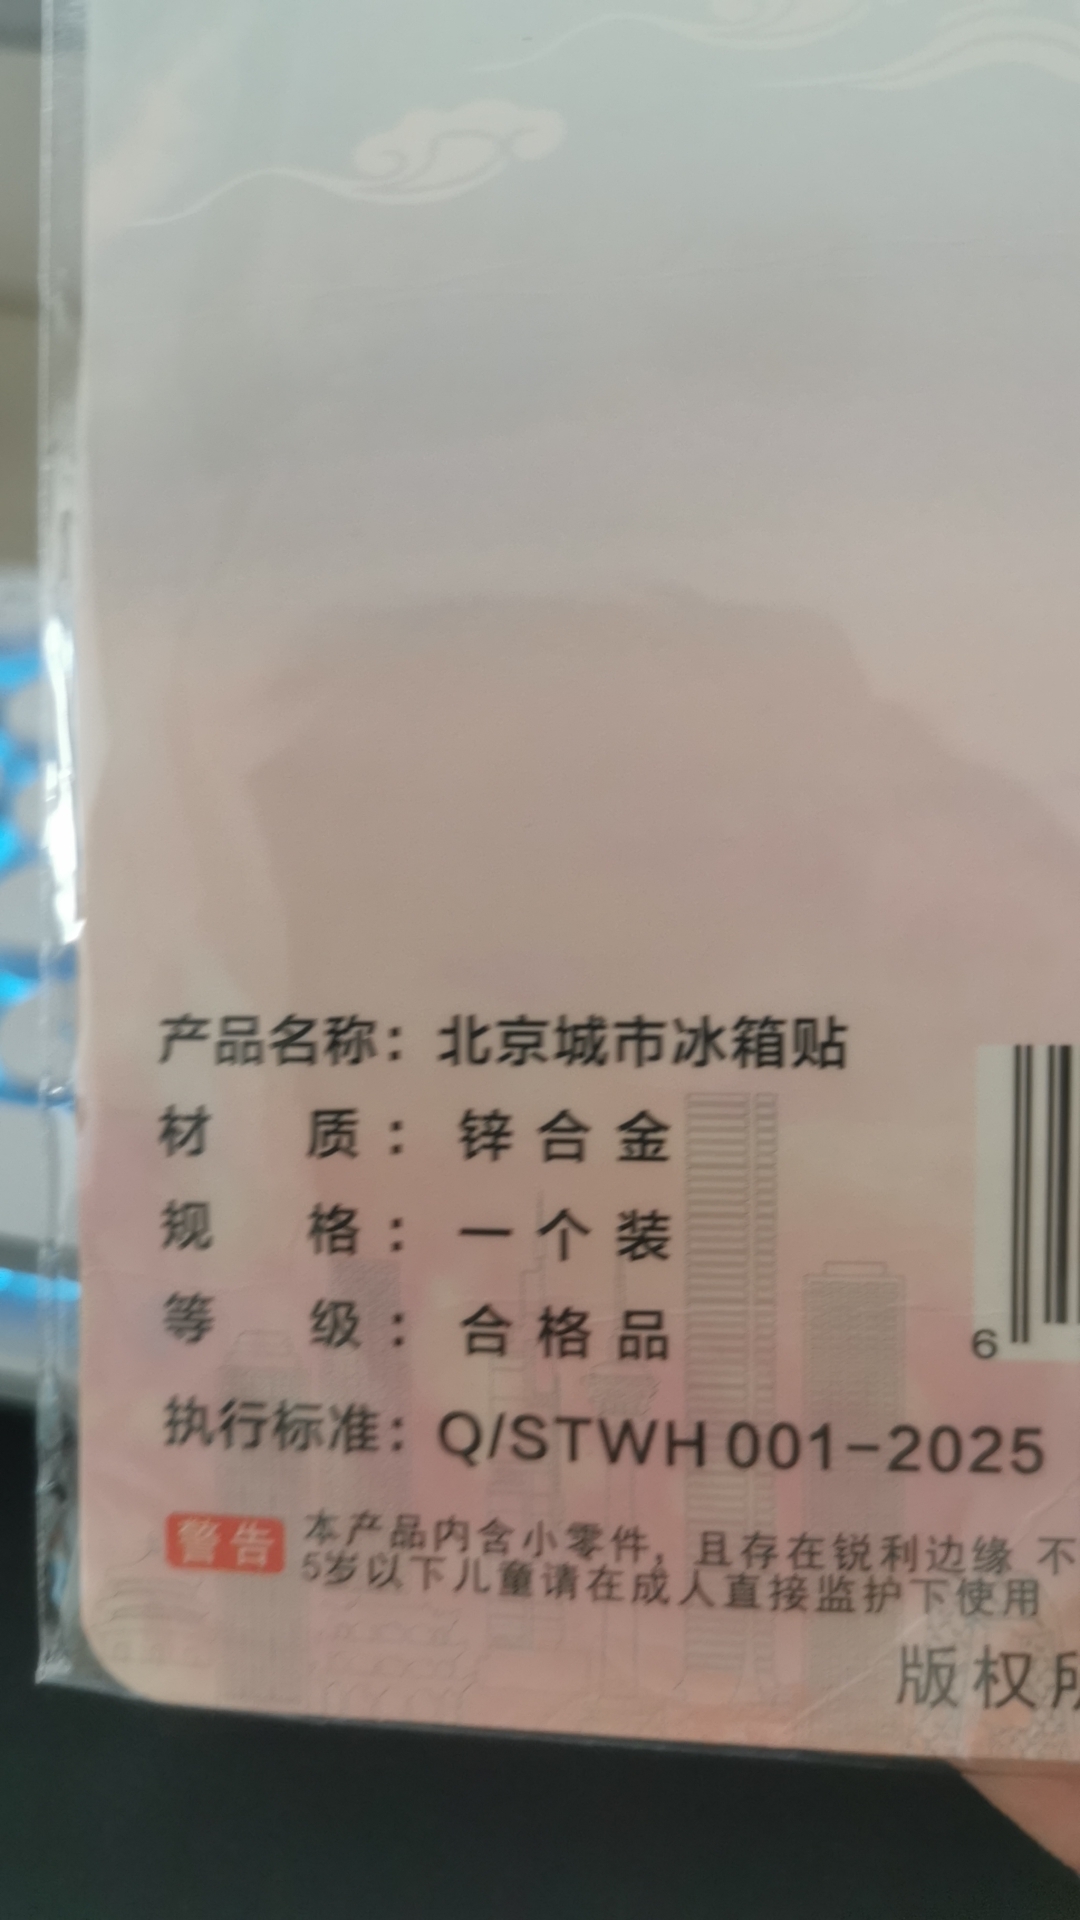 产品名称：北京城市冰箱贴
材质：锌合金
规格：一个装
等级：合格品
6
执行标准：Q/STWH 001-2025
警告 本产品内含小零件，且存在锐利边缘 不
5岁以下儿童请在成人直接监护下使用
版权所